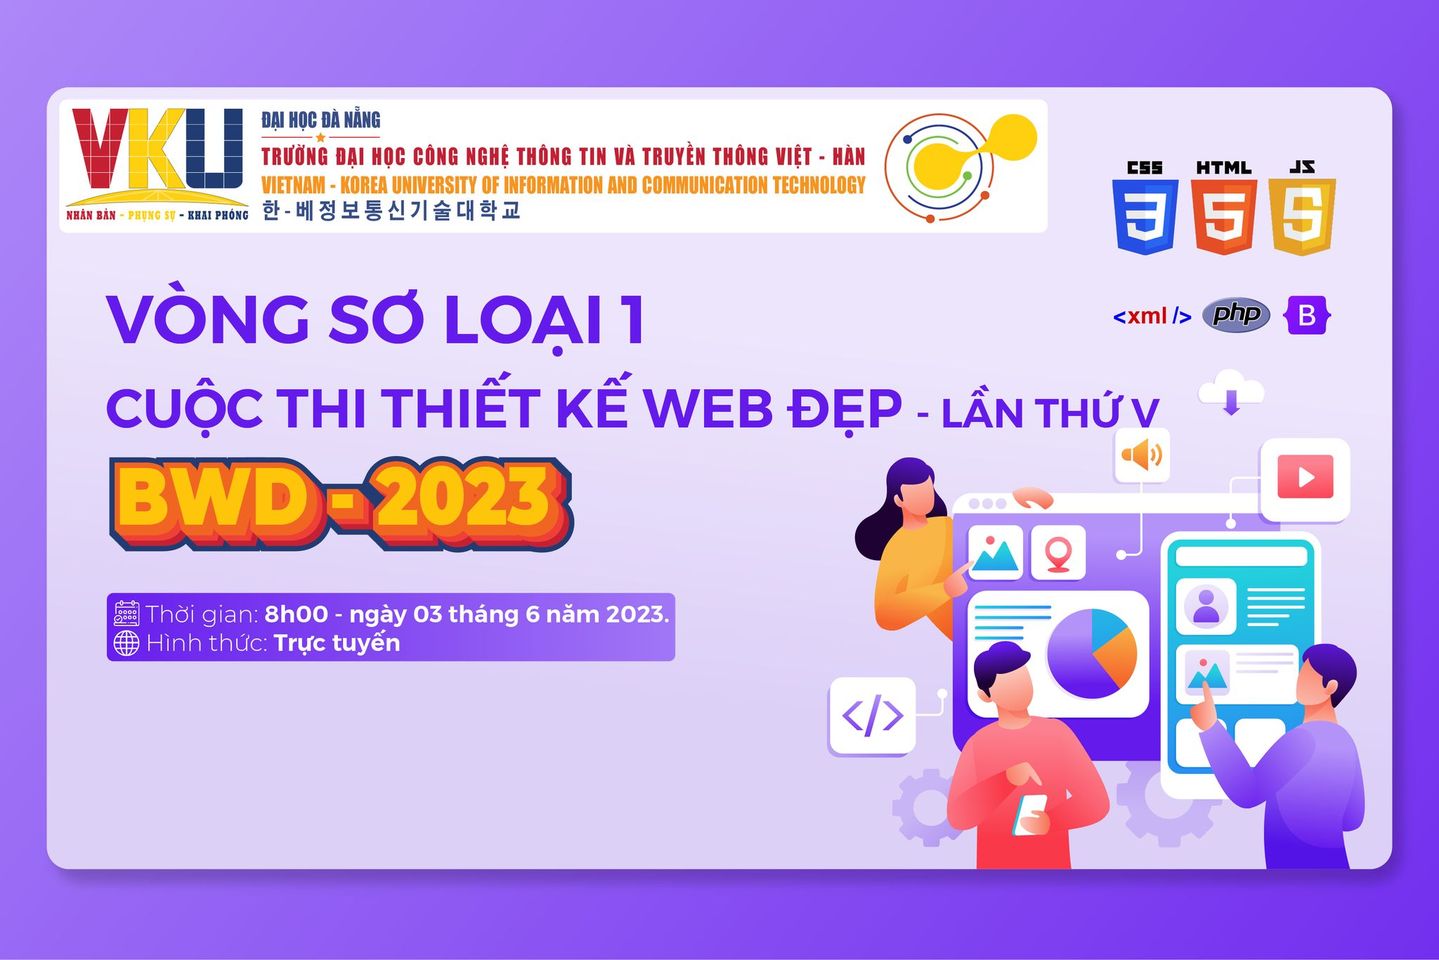 VKU
NHÂN BẢN - PHỤNG SỰ - KHAI PHÓNG
ĐẠI HỌC ĐÀ NẴNG
TRƯỜNG ĐẠI HỌC CÔNG NGHỆ THÔNG TIN VÀ TRUYỀN THÔNG VIỆT - HÀN
VIETNAM - KOREA UNIVERSITY OF INFORMATION AND COMMUNICATION TECHNOLOGY
한-베정보통신기술대학교
CSS HTML JS
3 5 5
<xml/> php B
VÒNG SƠ LOẠI 1
CUỘC THI THIẾT KẾ WEB ĐẸP - LẦN THỨ V
BWD - 2023
Thời gian: 8h00 - ngày 03 tháng 6 năm 2023.
Hình thức: Trực tuyến
</>